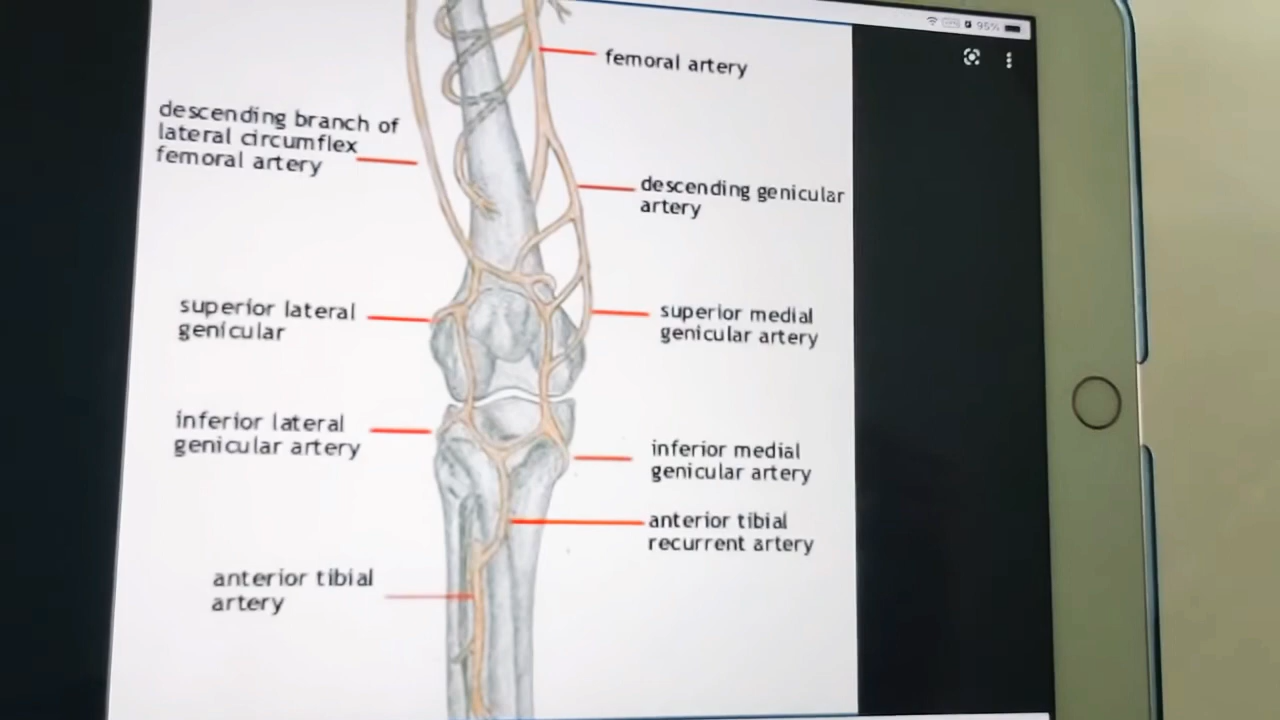 95%
femoral artery
descending branch of
lateral circumflex
femoral artery
descending genicular
artery
superior lateral
genicular
superior medial
genicular artery
inferior lateral
genicular artery
inferior medial
genicular artery
anterior tibial
recurrent artery
anterior tibial
artery